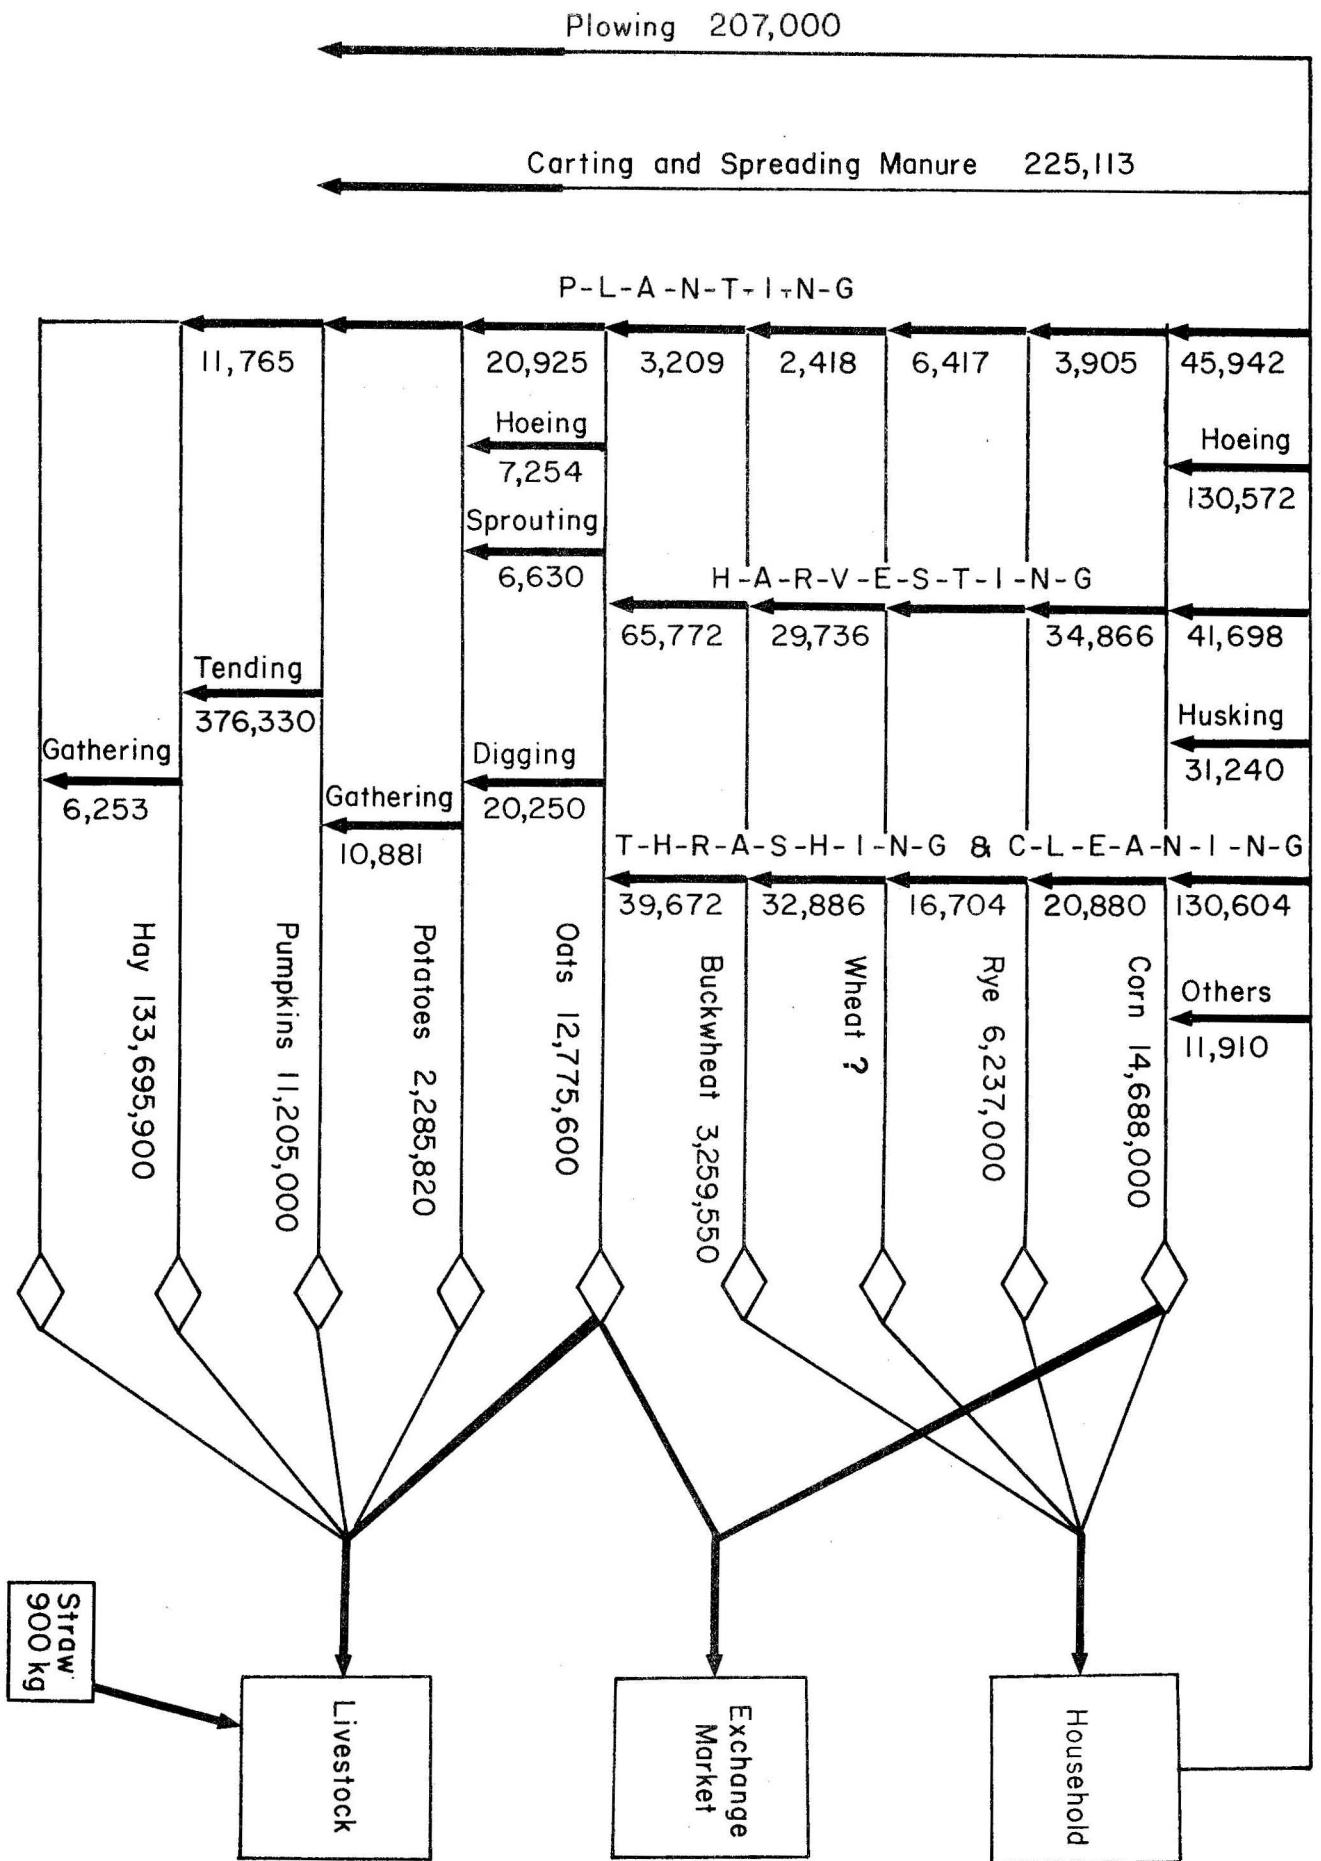 Plowing 207,000
Carting and Spreading Manure 225,113
P-L-A-N-T-I-N-G
11,765 20,925 3,209 2,418 6,417 3,905 45,942
Hoeing
7,254
Hoeing
130,572
Sprouting
6,630
H-A-R-V-E-S-T-I-N-G
65,772 29,736 34,866 41,698
Tending
376,330
Husking
31,240
Gathering
6,253
Digging
20,250
Gathering
10,881
T-H-R-A-S-H-I-N-G & C-L-E-A-N-I-N-G
39,672 32,886 16,704 20,880 130,604
Others
11,910
Hay 133,695,900
Pumpkins 11,205,000
Potatoes 2,285,820
Oats 12,775,600
Buckwheat 3,259,550
Wheat ?
Rye 6,237,000
Corn 14,688,000
Straw
900 kg
Livestock
Exchange
Market
Household